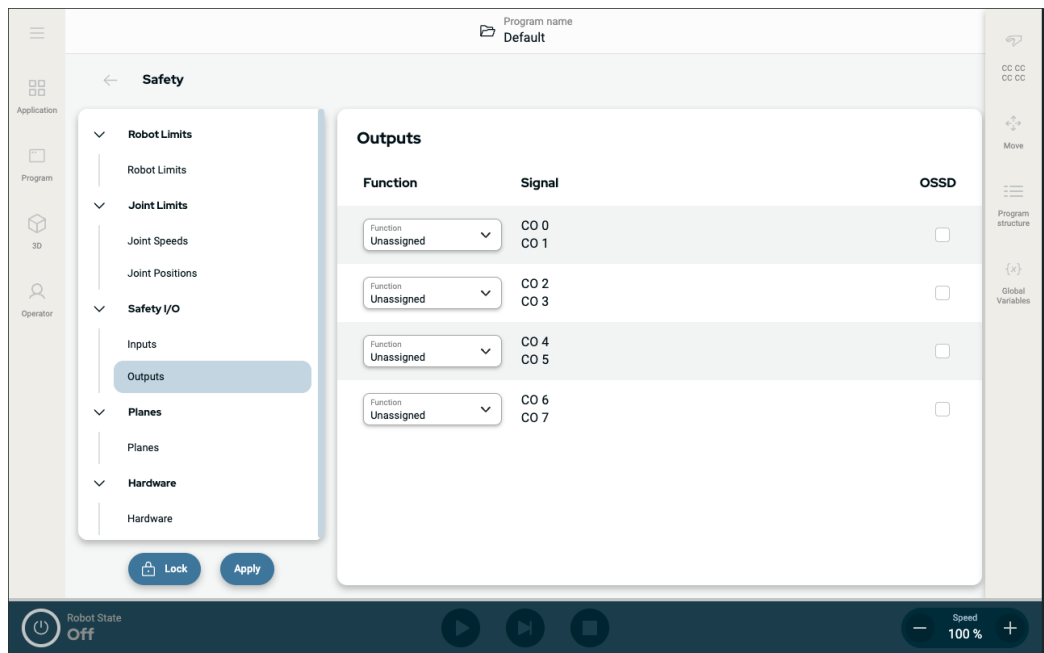 Program name
Default
Application
Program
3D
Operator
Safety
Robot Limits
Robot Limits
Joint Limits
Joint Speeds
Joint Positions
Safety I/O
Inputs
Outputs
Planes
Planes
Hardware
Hardware
Lock
Apply
Outputs
Function Signal OSSD
Function
Unassigned
CO 0
CO 1
Function
Unassigned
CO 2
CO 3
Function
Unassigned
CO 4
CO 5
Function
Unassigned
CO 6
CO 7
CC CC
CC CC
Move
Program
structure
{x}
Global
Variables
Robot State
Off
Speed
100 %